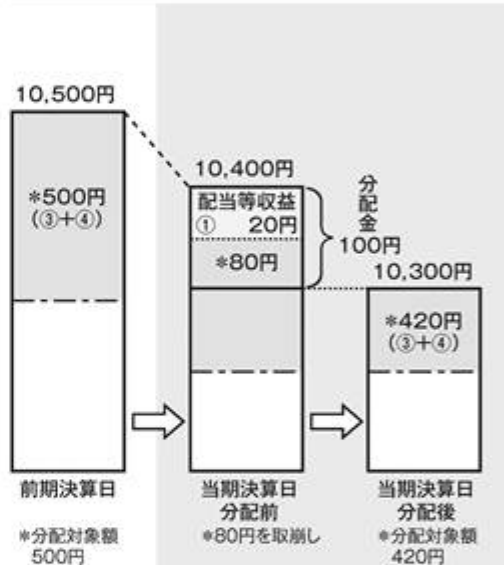 10,500円
*500円
(③+④)
前期決算日
*分配対象額
500円
10,400円
配当等収益
① 20円
*80円
分配金
100円
当期決算日
分配前
*80円を取崩し
10,300円
*420円
(③+④)
当期決算日
分配後
*分配対象額
420円